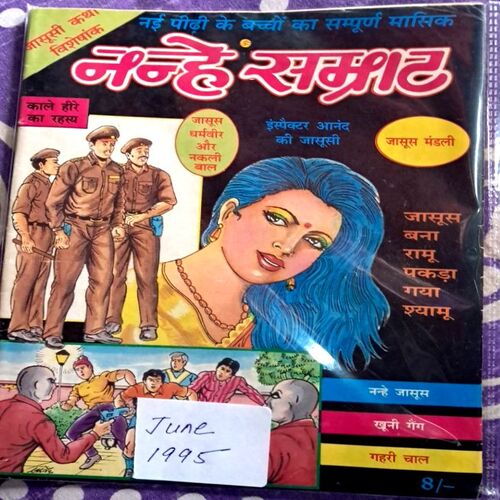 जासूसी कथा
विशेषांक
नई पीढ़ी के बच्चों का सम्पूर्ण मासिक
नन्हे सम्राट
काले हीरे
का रहस्य
जासूस
धर्मवीर
और
नकली
बाल
इंस्पैक्टर आनंद
की जासूसी
जासूस मंडली
जासूस
बना
रामू
पकड़ा
गया
श्यामू
June
1995
नन्हे जासूस
खूनी गैंग
गहरी चाल
8/-